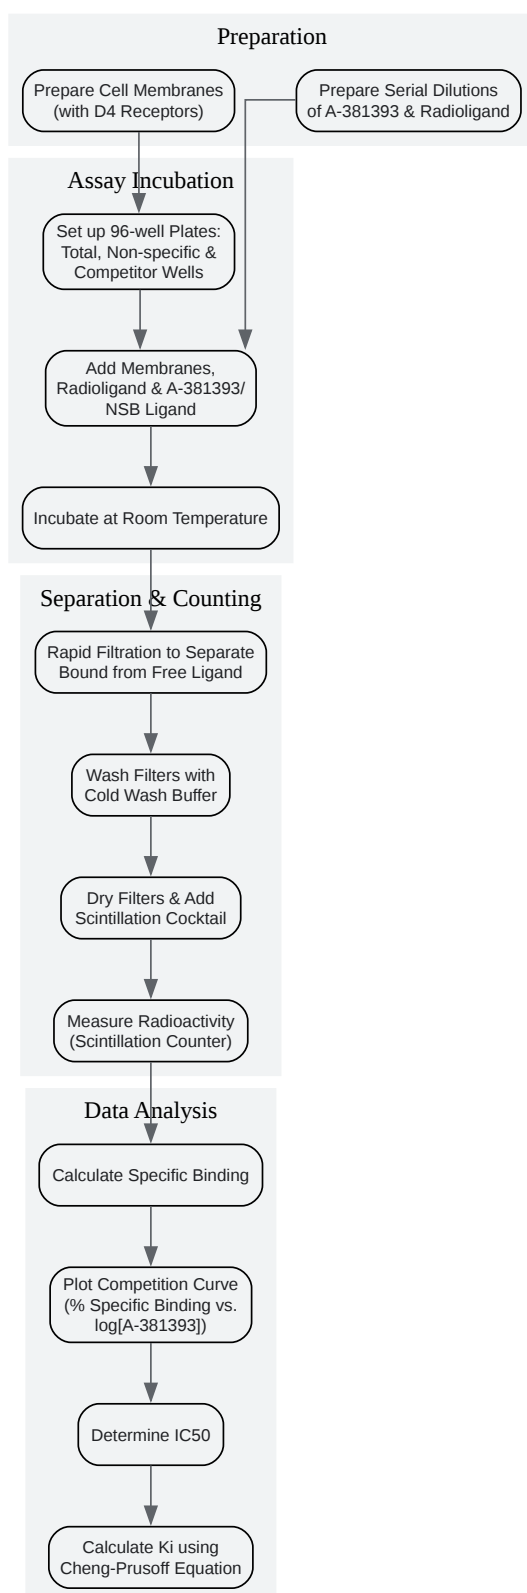 Preparation
Prepare Cell Membranes
(with D4 Receptors)
Prepare Serial Dilutions
of A-381393 & Radioligand
Assay Incubation
Set up 96-well Plates:
Total, Non-specific &
Competitor Wells
Add Membranes,
Radioligand & A-381393/
NSB Ligand
Incubate at Room Temperature
Separation & Counting
Rapid Filtration to Separate
Bound from Free Ligand
Wash Filters with
Cold Wash Buffer
Dry Filters & Add
Scintillation Cocktail
Measure Radioactivity
(Scintillation Counter)
Data Analysis
Calculate Specific Binding
Plot Competition Curve
(% Specific Binding vs.
log[A-381393])
Determine IC50
Calculate Ki using
Cheng-Prusoff Equation